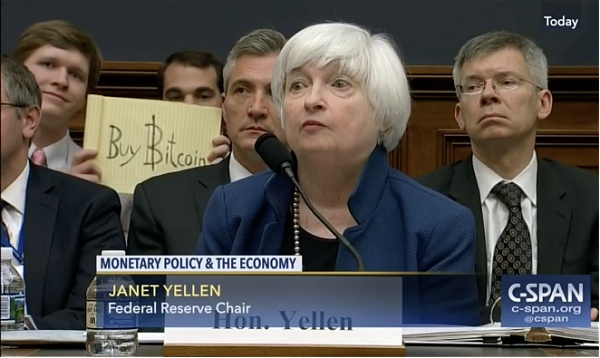 Today
Buy Bitcoin
MONETARY POLICY & THE ECONOMY
JANET YELLEN
Federal Reserve Chair
Hon. Yellen
C-SPAN
c-span.org
@cspan